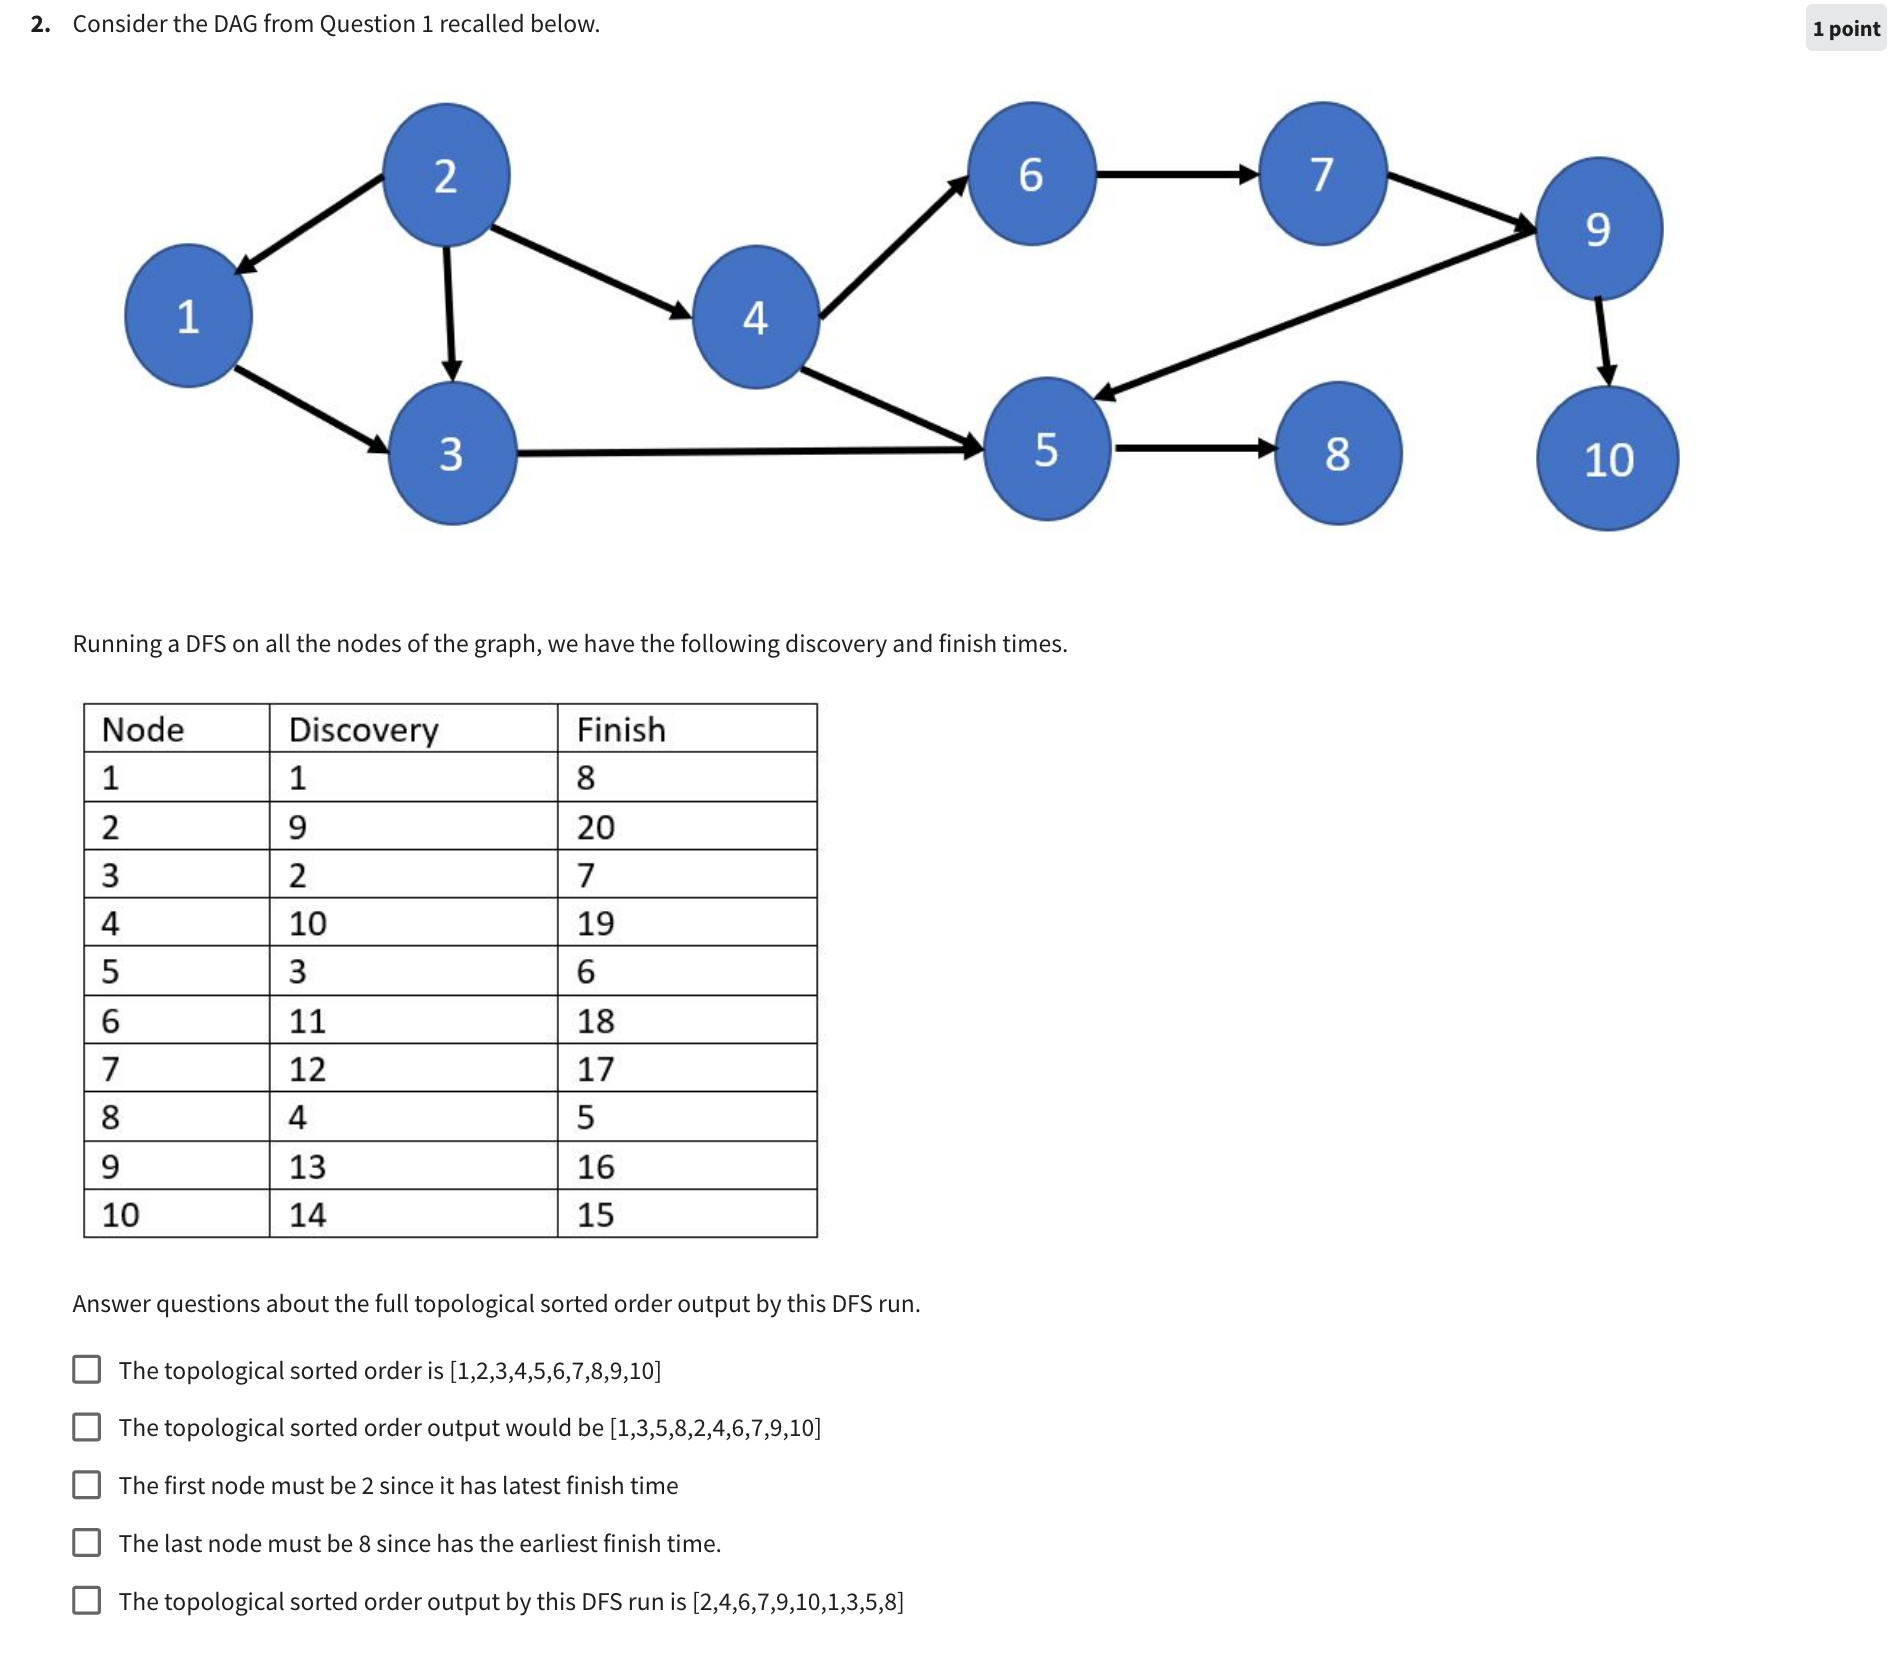 2. Consider the DAG from Question 1 recalled below.
1 point
2
6
7
9
1
4
3
5
8
10
Running a DFS on all the nodes of the graph, we have the following discovery and finish times.
Node Discovery Finish
1 1 8
2 9 20
3 2 7
4 10 19
5 3 6
6 11 18
7 12 17
8 4 5
9 13 16
10 14 15
Answer questions about the full topological sorted order output by this DFS run.
The topological sorted order is [1,2,3,4,5,6,7,8,9,10]
The topological sorted order output would be [1,3,5,8,2,4,6,7,9,10]
The first node must be 2 since it has latest finish time
The last node must be 8 since has the earliest finish time.
The topological sorted order output by this DFS run is [2,4,6,7,9,10,1,3,5,8]